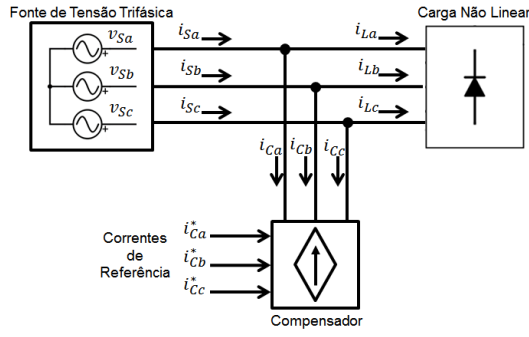 Fonte de Tensão Trifásica
Carga Não Linear
v_Sa
i_Sa
i_La
v_Sb
i_Sb
i_Lb
v_Sc
i_Sc
i_Lc
i_Ca i_Cb i_Cc
Correntes
de
Referência
i*_Ca
i*_Cb
i*_Cc
Compensador